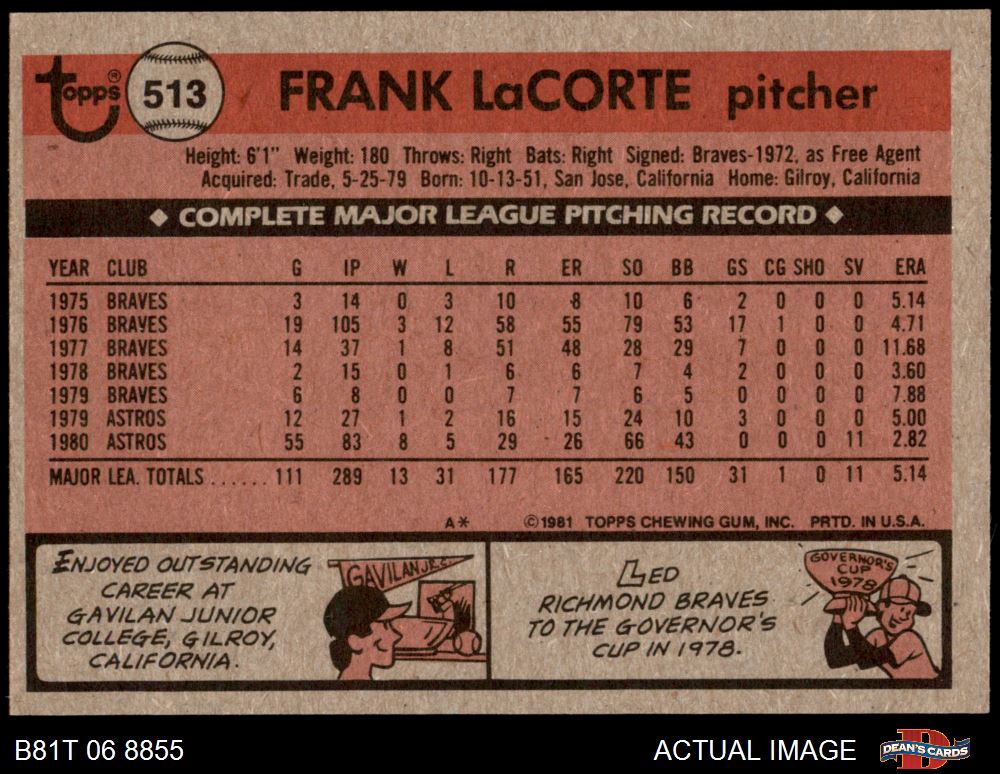 topps® 513 FRANK LaCORTE pitcher
Height: 6'1" Weight: 180 Throws: Right Bats: Right Signed: Braves-1972, as Free Agent
Acquired: Trade, 5-25-79 Born: 10-13-51, San Jose, California Home: Gilroy, California
◆ COMPLETE MAJOR LEAGUE PITCHING RECORD ◆
YEAR CLUB G IP W L R ER SO BB GS CG SHO SV ERA
1975 BRAVES 3 14 0 3 10 8 10 6 2 0 0 0 5.14
1976 BRAVES 19 105 3 12 58 55 79 53 17 1 0 0 4.71
1977 BRAVES 14 37 1 8 51 48 28 29 7 0 0 0 11.68
1978 BRAVES 2 15 0 1 6 6 7 4 2 0 0 0 3.60
1979 BRAVES 6 8 0 0 7 7 6 5 0 0 0 0 7.88
1979 ASTROS 12 27 1 2 16 15 24 10 3 0 0 0 5.00
1980 ASTROS 55 83 8 5 29 26 66 43 0 0 0 11 2.82
MAJOR LEA. TOTALS ...... 111 289 13 31 177 165 220 150 31 1 0 11 5.14
A* ©1981 TOPPS CHEWING GUM, INC. PRTD. IN U.S.A.
ENJOYED OUTSTANDING
CAREER AT
GAVILAN JUNIOR
COLLEGE, GILROY,
CALIFORNIA.
GAVILAN JR. C.
LED
RICHMOND BRAVES
TO THE GOVERNOR'S
CUP IN 1978.
GOVERNOR'S
CUP
1978
B81T 06 8855
ACTUAL IMAGE
DEAN'S CARDS